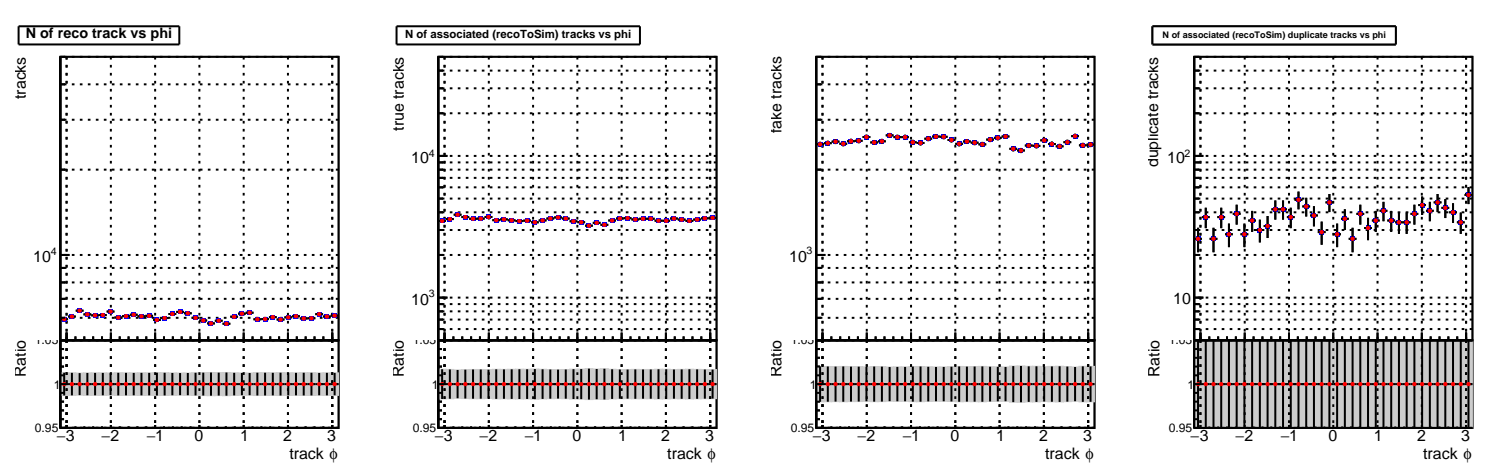 N of reco track vs phi
tracks
10^4
Ratio
1
0.95
−3 −2 −1 0 1 2 3
track ϕ
N of associated (recoToSim) tracks vs phi
true tracks
10^4
10^3
Ratio
1
0.95
−3 −2 −1 0 1 2 3
track ϕ
fake tracks
10^3
Ratio
1
0.95
−3 −2 −1 0 1 2 3
track ϕ
N of associated (recoToSim) duplicate tracks vs phi
duplicate tracks
10^2
10
Ratio
1
0.95
−3 −2 −1 0 1 2 3
track ϕ